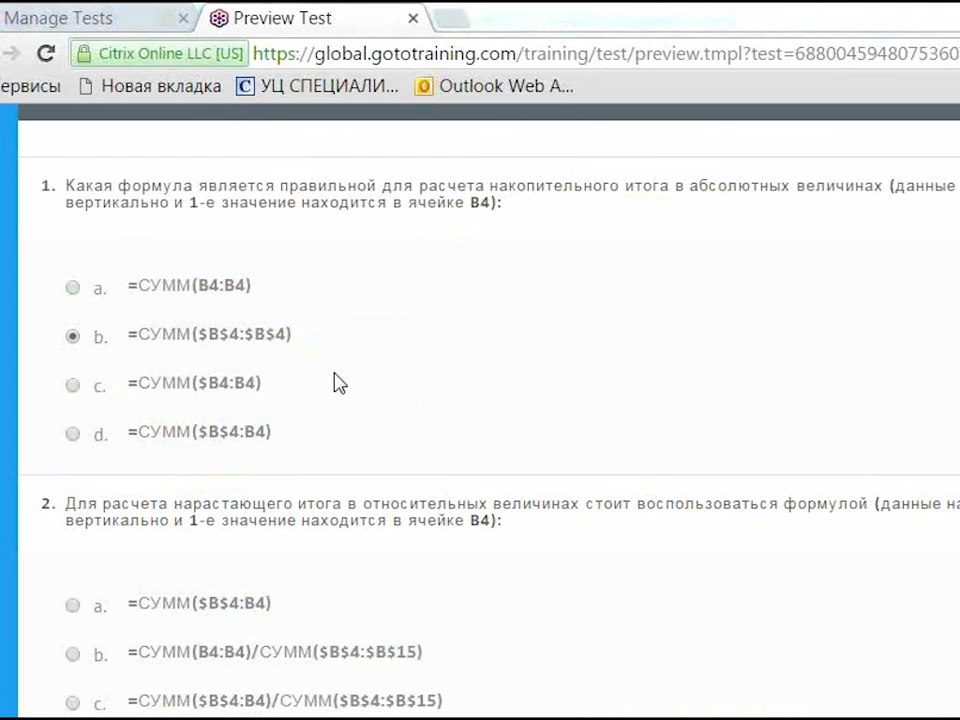 Manage Tests
Preview Test
Citrix Online LLC [US] https://global.gototraining.com/training/test/preview.tmpl?test=68800459480753607
ервисы Новая вкладка УЦ СПЕЦИАЛИ... Outlook Web A...
1. Какая формула является правильной для расчета накопительного итога в абсолютных величинах (данные
вертикально и 1-е значение находится в ячейке B4):
a. =СУММ(B4:B4)
b. =СУММ($B$4:$B$4)
c. =СУММ($B4:B4)
d. =СУММ($B$4:B4)
2. Для расчета нарастающего итога в относительных величинах стоит воспользоваться формулой (данные на
вертикально и 1-е значение находится в ячейке B4):
a. =СУММ($B$4:B4)
b. =СУММ(B4:B4)/СУММ($B$4:$B$15)
c. =СУММ($B$4:B4)/СУММ($B$4:$B$15)